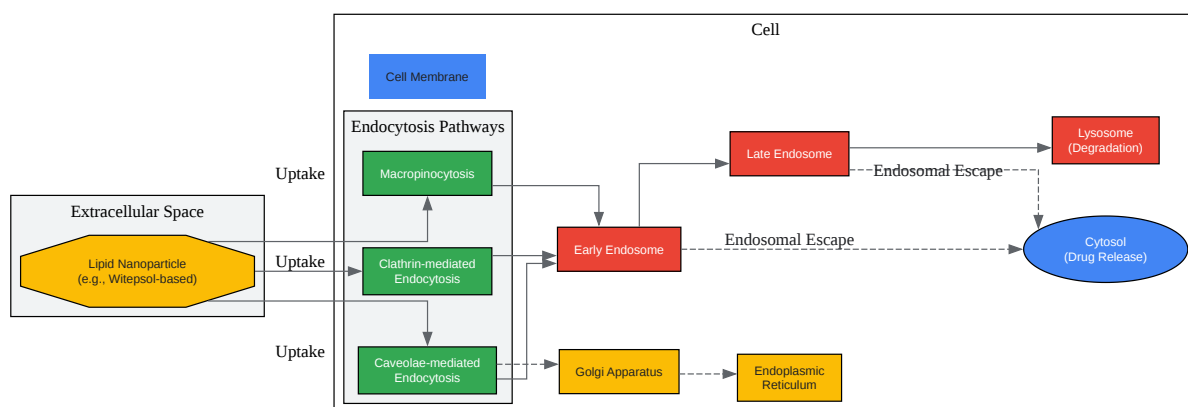 Cell
Cell Membrane
Endocytosis Pathways
Uptake
Macropinocytosis
Extracellular Space
Lipid Nanoparticle
(e.g., Witepsol-based)
Uptake
Clathrin-mediated
Endocytosis
Uptake
Caveolae-mediated
Endocytosis
Early Endosome
Late Endosome
Lysosome
(Degradation)
Endosomal Escape
Endosomal Escape
Cytosol
(Drug Release)
Golgi Apparatus
Endoplasmic
Reticulum